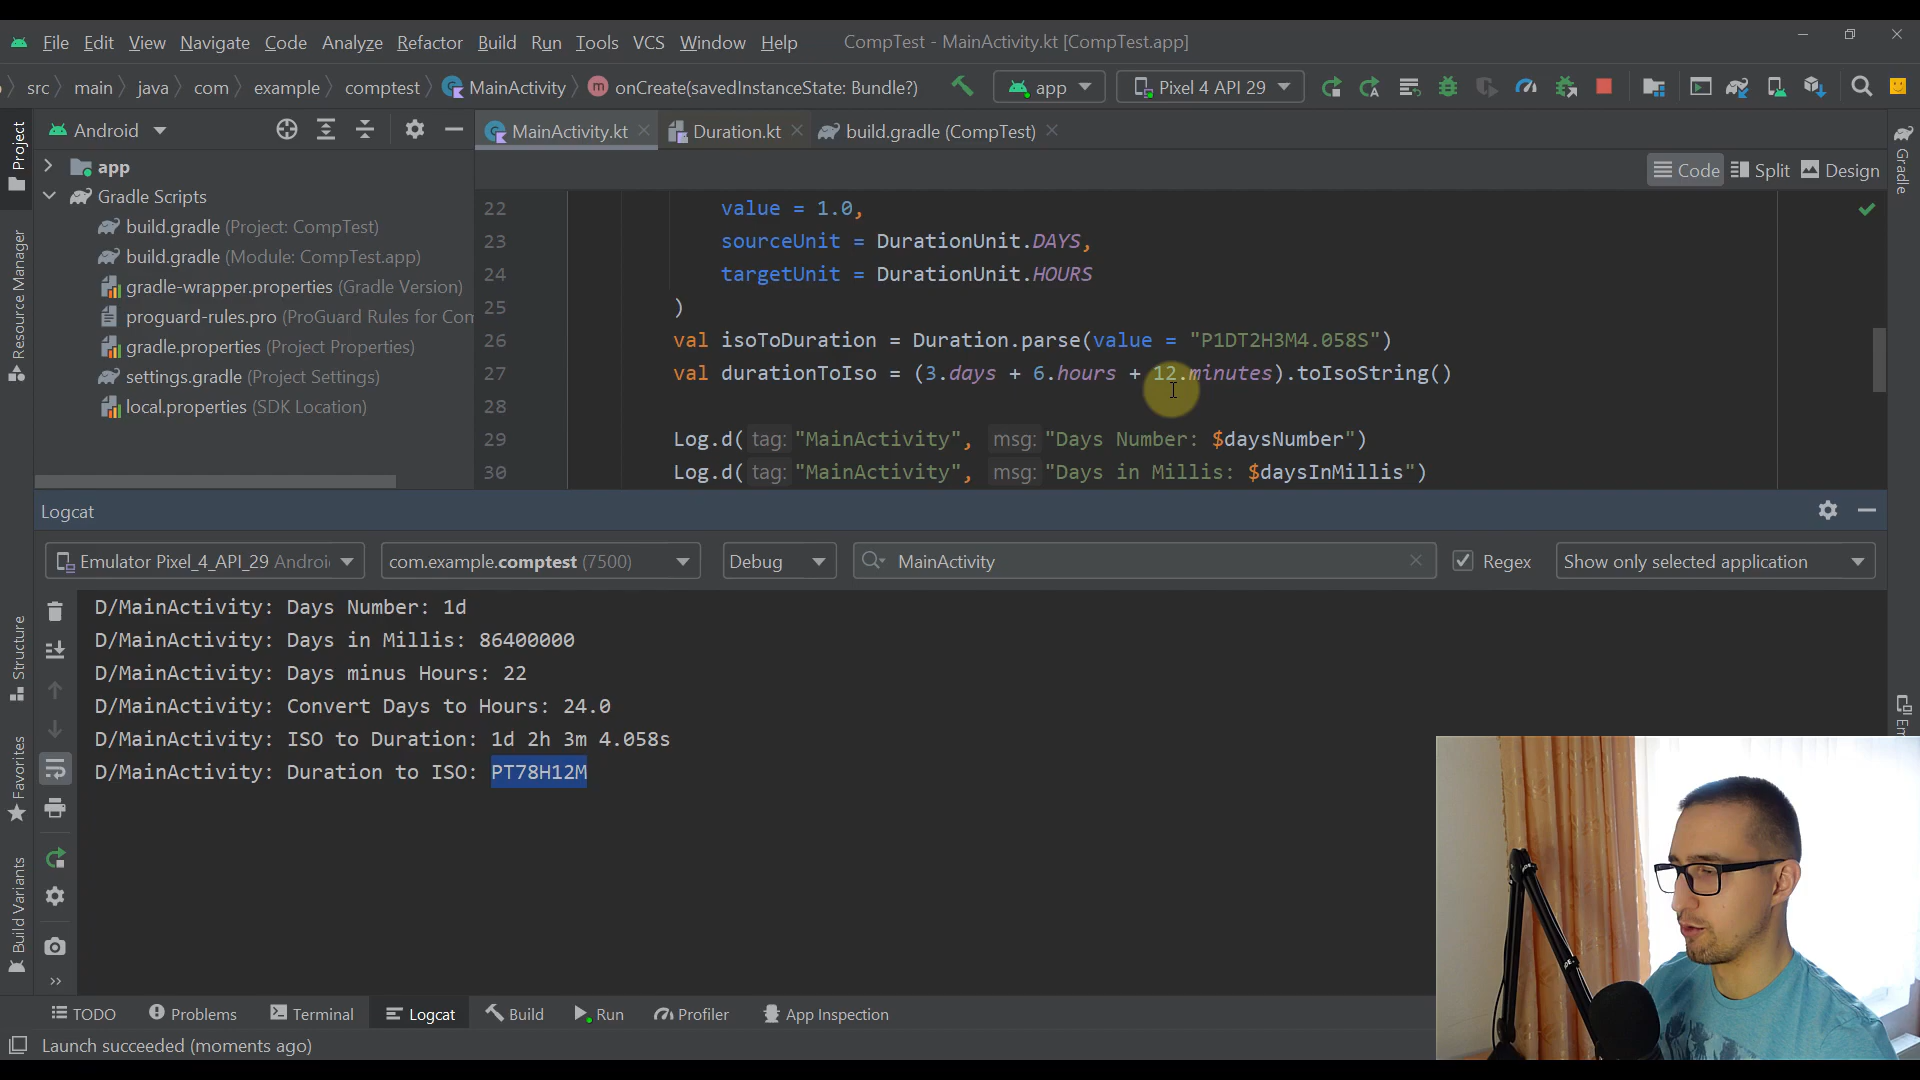 File Edit View Navigate Code Analyze Refactor Build Run Tools VCS Window Help CompTest - MainActivity.kt [CompTest.app]
src main java com example comptest MainActivity onCreate(savedInstanceState: Bundle?) app Pixel 4 API 29
Project
Android
MainActivity.kt Duration.kt build.gradle (CompTest)
Gradle
Code Split Design
app
Gradle Scripts
build.gradle (Project: CompTest)
build.gradle (Module: CompTest.app)
gradle-wrapper.properties (Gradle Version)
proguard-rules.pro (ProGuard Rules for Com
gradle.properties (Project Properties)
settings.gradle (Project Settings)
local.properties (SDK Location)
Resource Manager
22 value = 1.0,
23 sourceUnit = DurationUnit.DAYS,
24 targetUnit = DurationUnit.HOURS
25 )
26 val isoToDuration = Duration.parse(value = "P1DT2H3M4.058S")
27 val durationToIso = (3.days + 6.hours + 12.minutes).toIsoString()
28
29 Log.d( tag: "MainActivity", msg: "Days Number: $daysNumber")
30 Log.d( tag: "MainActivity", msg: "Days in Millis: $daysInMillis")
Logcat
Emulator Pixel_4_API_29 Androi com.example.comptest (7500) Debug MainActivity Regex Show only selected application
D/MainActivity: Days Number: 1d
D/MainActivity: Days in Millis: 86400000
D/MainActivity: Days minus Hours: 22
D/MainActivity: Convert Days to Hours: 24.0
D/MainActivity: ISO to Duration: 1d 2h 3m 4.058s
D/MainActivity: Duration to ISO: PT78H12M
Structure
Favorites
Build Variants
Em
TODO Problems Terminal Logcat Build Run Profiler App Inspection
Launch succeeded (moments ago)